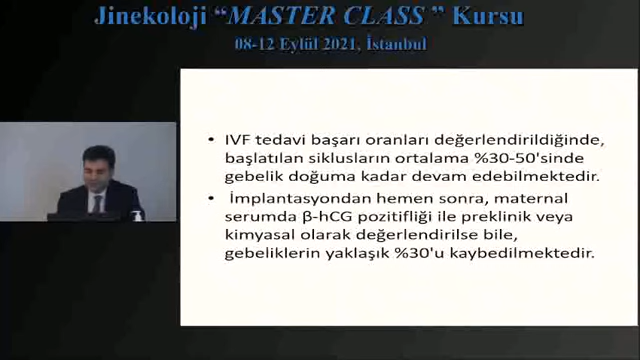 Jinekoloji “MASTER CLASS ” Kursu
08-12 Eylül 2021, İstanbul
• IVF tedavi başarı oranları değerlendirildiğinde,
başlatılan siklusların ortalama %30-50'sinde
gebelik doğuma kadar devam edebilmektedir.
• İmplantasyondan hemen sonra, maternal
serumda β-hCG pozitifliği ile preklinik veya
kimyasal olarak değerlendirilse bile,
gebeliklerin yaklaşık %30'u kaybedilmektedir.